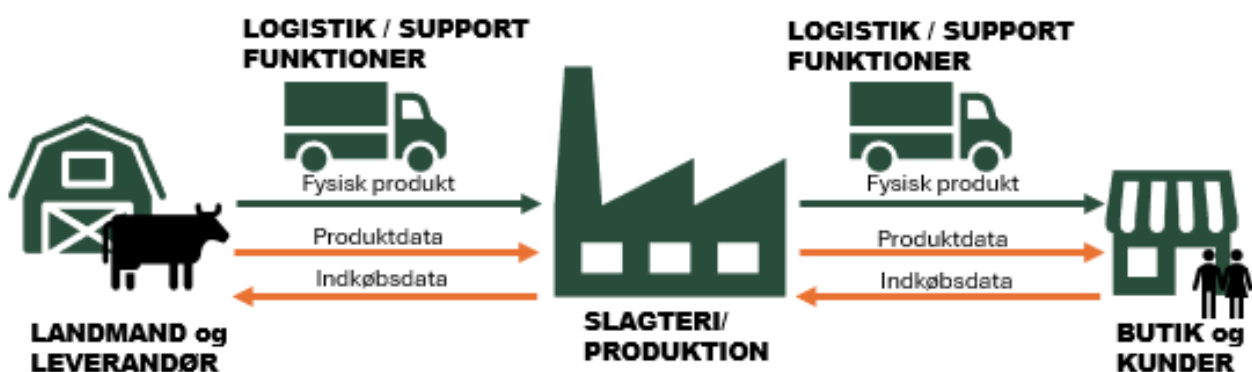 LOGISTIK / SUPPORT
FUNKTIONER
LOGISTIK / SUPPORT
FUNKTIONER
Fysisk produkt
Fysisk produkt
Produktdata
Produktdata
Indkøbsdata
Indkøbsdata
LANDMAND og
LEVERANDØR
SLAGTERI/
PRODUKTION
BUTIK og
KUNDER